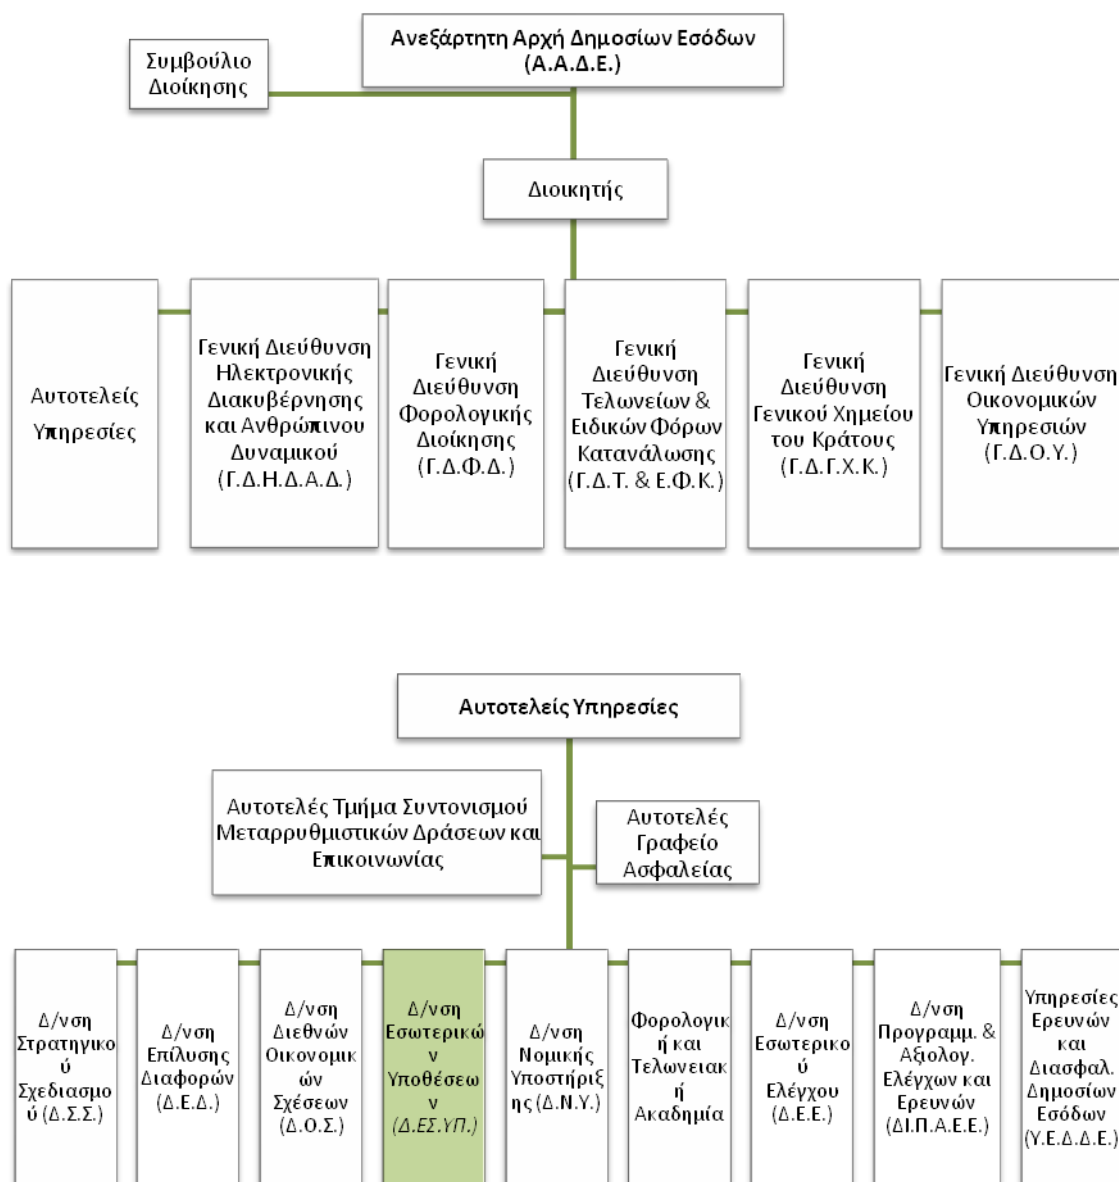 Ανεξάρτητη Αρχή Δημοσίων Εσόδων
(Α.Α.Δ.Ε.)
Συμβούλιο
Διοίκησης
Διοικητής
Αυτοτελείς
Υπηρεσίες
Γενική Διεύθυνση
Ηλεκτρονικής
Διακυβέρνησης
και Ανθρώπινου
Δυναμικού
(Γ.Δ.Η.Δ.Α.Δ.)
Γενική
Διεύθυνση
Φορολογικής
Διοίκησης
(Γ.Δ.Φ.Δ.)
Γενική
Διεύθυνση
Τελωνείων &
Ειδικών Φόρων
Κατανάλωσης
(Γ.Δ.Τ. & Ε.Φ.Κ.)
Γενική
Διεύθυνση
Γενικού Χημείου
του Κράτους
(Γ.Δ.Γ.Χ.Κ.)
Γενική Διεύθυνση
Οικονομικών
Υπηρεσιών
(Γ.Δ.Ο.Υ.)
Αυτοτελείς Υπηρεσίες
Αυτοτελές Τμήμα Συντονισμού
Μεταρρυθμιστικών Δράσεων και
Επικοινωνίας
Αυτοτελές
Γραφείο
Ασφαλείας
Δ/νση
Στρατηγικο
ύ
Σχεδιασμο
ύ (Δ.Σ.Σ.)
Δ/νση
Επίλυσης
Διαφορών
(Δ.Ε.Δ.)
Δ/νση
Διεθνών
Οικονομικ
ών
Σχέσεων
(Δ.Ο.Σ.)
Δ/νση
Εσωτερικώ
ν
Υποθέσεω
ν
(Δ.ΕΣ.ΥΠ.)
Δ/νση
Νομικής
Υποστήριξ
ης (Δ.Ν.Υ.)
Φορολογικ
ή και
Τελωνειακ
ή
Ακαδημία
Δ/νση
Εσωτερικο
ύ
Ελέγχου
(Δ.Ε.Ε.)
Δ/νση
Προγραμμ. &
Αξιολογ.
Ελέγχων και
Ερευνών
(ΔΙ.Π.Α.Ε.Ε.)
Υπηρεσίες
Ερευνών
και
Διασφαλ.
Δημοσίων
Εσόδων
(Υ.Ε.Δ.Δ.Ε.)